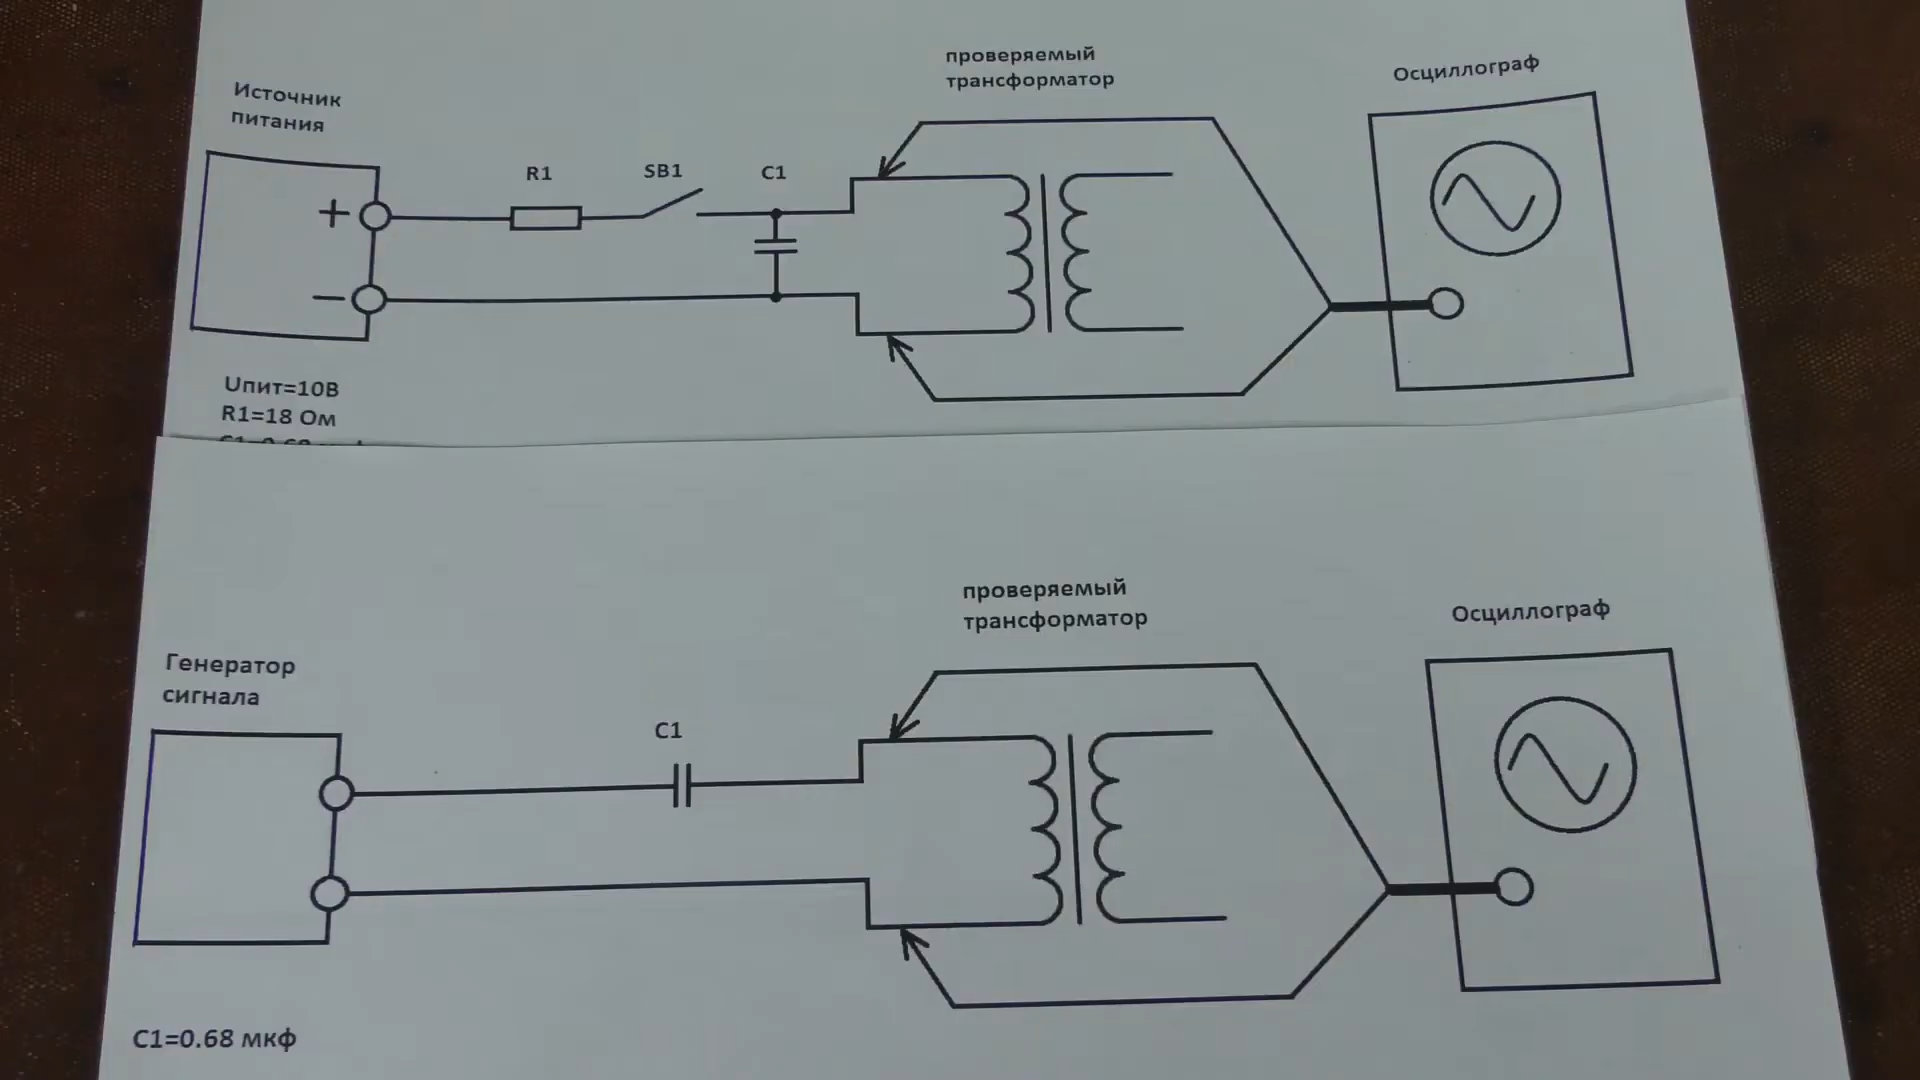 проверяемый
трансформатор
Осциллограф
Источник
питания
R1
SB1
C1
+
−
Uпит=10В
R1=18 Ом
проверяемый
трансформатор
Осциллограф
Генератор
сигнала
C1
C1=0.68 мкф